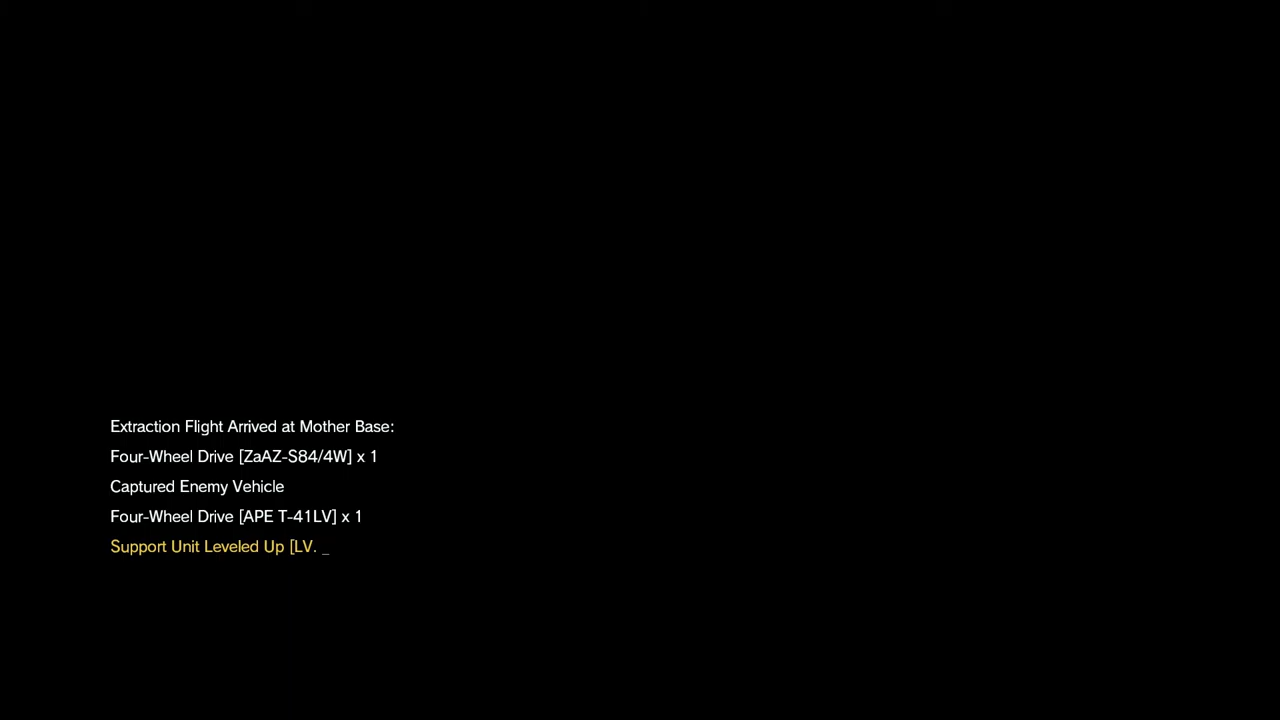 Extraction Flight Arrived at Mother Base:
Four-Wheel Drive [ZaAZ-S84/4W] x 1
Captured Enemy Vehicle
Four-Wheel Drive [APE T-41LV] x 1
Support Unit Leveled Up [LV. _